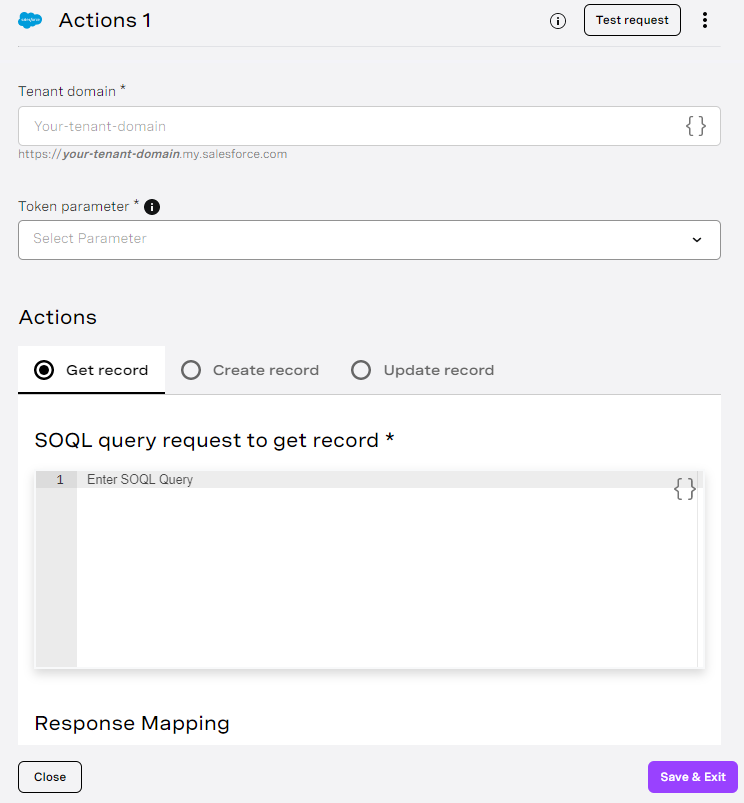 salesforce
Actions 1
Test request
Tenant domain *
Your-tenant-domain
{ }
https://your-tenant-domain.my.salesforce.com
Token parameter *
Select Parameter
Actions
Get record
Create record
Update record
SOQL query request to get record *
1 Enter SOQL Query
{ }
Response Mapping
Close
Save & Exit